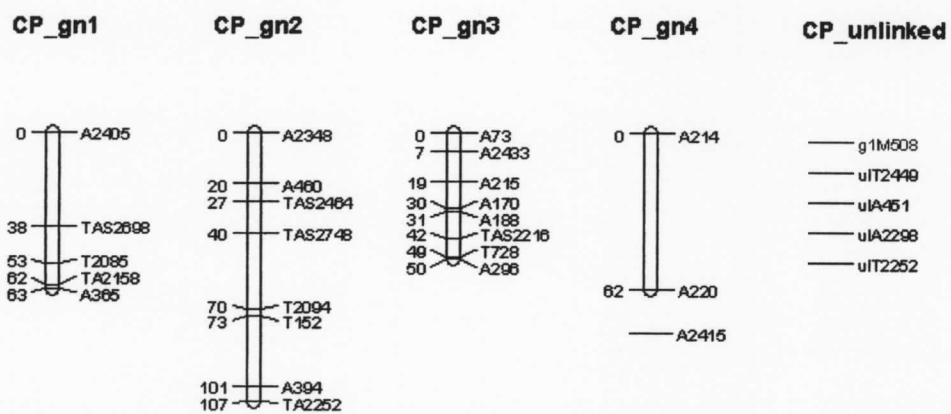 CP_gn1
0 A2405
38 TAS2698
53 T2085
62 TA2158
63 A365
CP_gn2
0 A2348
20 A460
27 TAS2464
40 TAS2748
70 T2094
73 T152
101 A394
107 TA2252
CP_gn3
0 A73
7 A2433
19 A215
30 A170
31 A188
42 TAS2216
49 T728
50 A296
CP_gn4
0 A214
62 A220
A2415
CP_unlinked
g1M508
ulT2449
ulA451
ulA2298
ulT2252